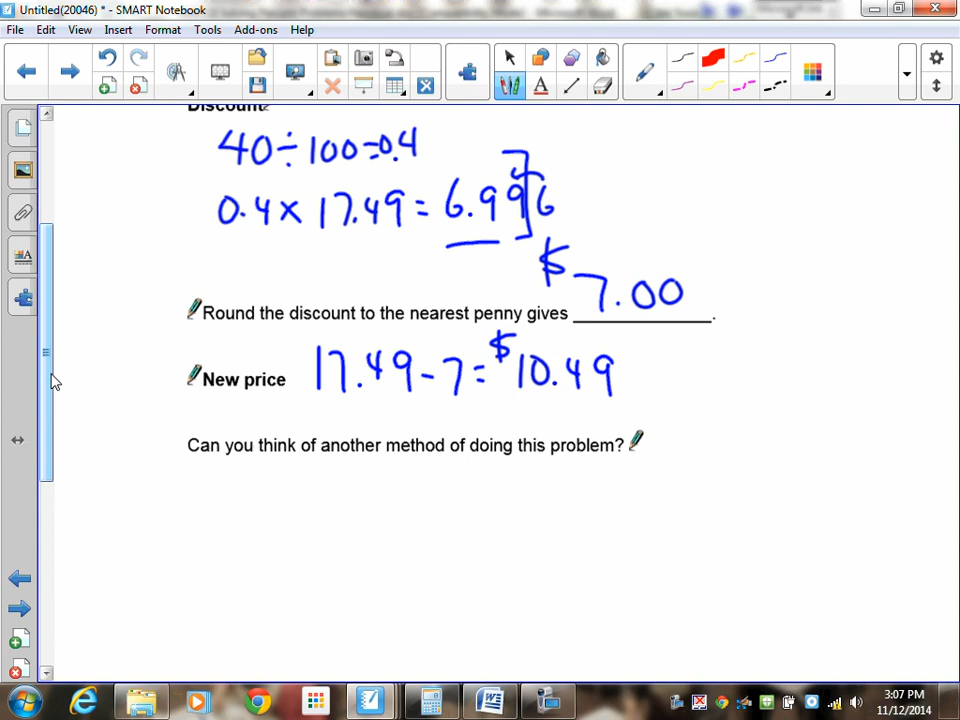 Untitled(20046) * - SMART Notebook
File Edit View Insert Format Tools Add-ons Help
Discount
40 ÷ 100 = 0.4
0.4 x 17.49 = 6.996
$ 7.00
Round the discount to the nearest penny gives ______________.
New price 17.49 - 7 = $10.49
Can you think of another method of doing this problem?
3:07 PM
11/12/2014